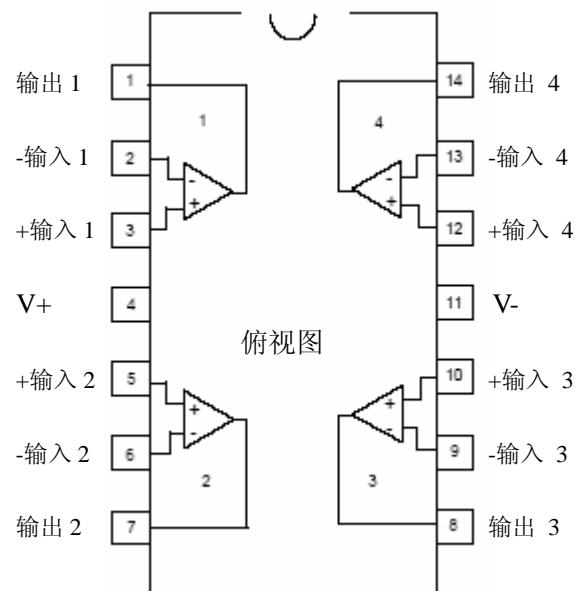 输出 1 1 14 输出 4
1 4
-输入 1 2 - - 13 -输入 4
+输入 1 3 + + 12 +输入 4
V+ 4 11 V-
俯视图
+输入 2 5 + + 10 +输入 3
-输入 2 6 - - 9 -输入 3
2 3
输出 2 7 8 输出 3